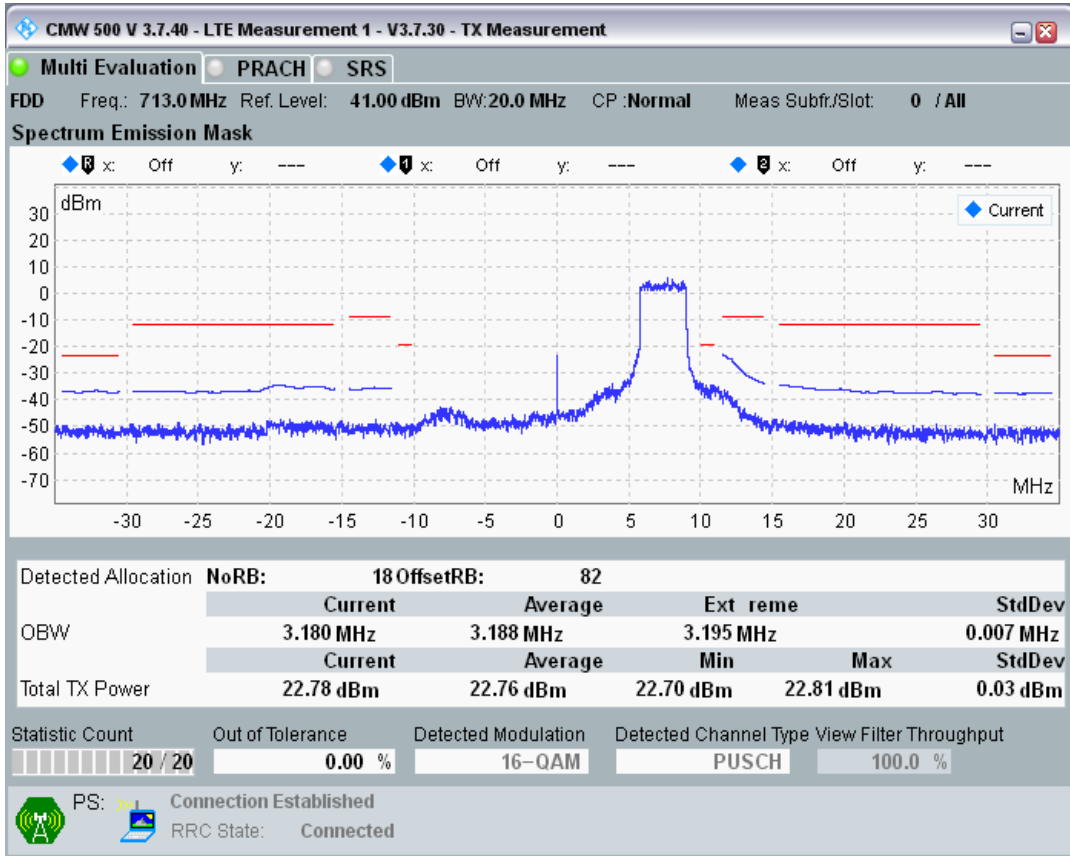 CMW 500 V 3.7.40 - LTE Measurement 1 - V3.7.30 - TX Measurement
Multi Evaluation PRACH SRS
FDD Freq.: 713.0 MHz Ref. Level: 41.00 dBm BW: 20.0 MHz CP : Normal Meas Subfr./Slot: 0 / All
Spectrum Emission Mask
R x: Off y: --- 1 x: Off y: --- 2 x: Off y: ---
dBm
Current
30
20
10
0
-10
-20
-30
-40
-50
-60
-70
MHz
-30 -25 -20 -15 -10 -5 0 5 10 15 20 25 30
Detected Allocation NoRB: 18 OffsetRB: 82
Current Average Ext reme StdDev
OBW 3.180 MHz 3.188 MHz 3.195 MHz 0.007 MHz
Current Average Min Max StdDev
Total TX Power 22.78 dBm 22.76 dBm 22.70 dBm 22.81 dBm 0.03 dBm
Statistic Count Out of Tolerance Detected Modulation Detected Channel Type View Filter Throughput
20 / 20 0.00 % 16-QAM PUSCH 100.0 %
PS: Connection Established
RRC State: Connected